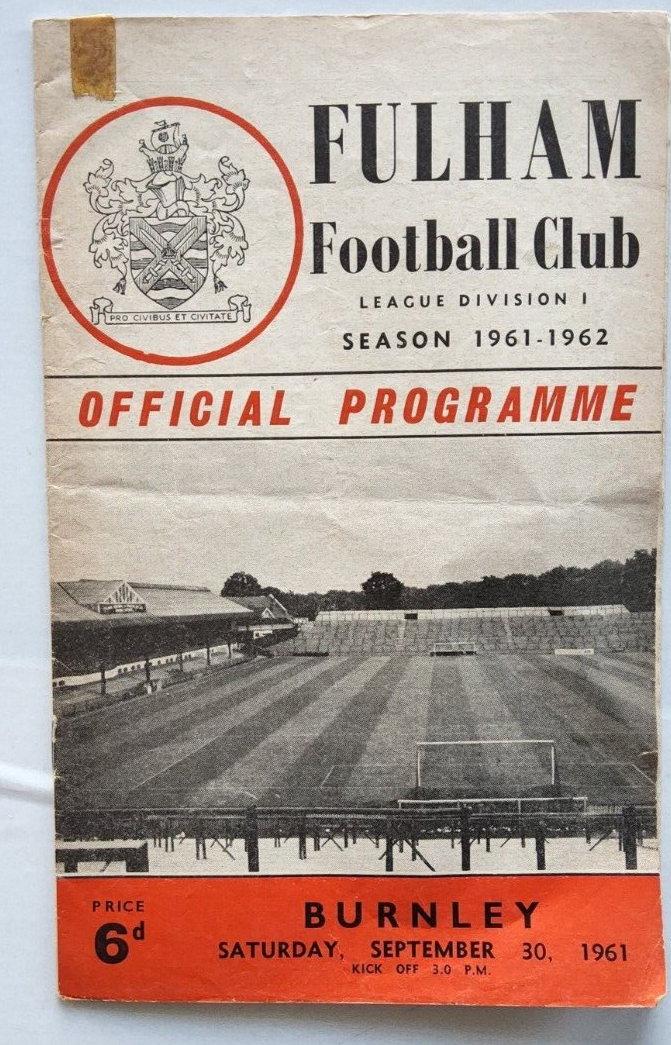 FULHAM
Football Club
LEAGUE DIVISION I
SEASON 1961-1962
PRO CIVIBUS ET CIVITATE
OFFICIAL PROGRAMME
PRICE
6d
BURNLEY
SATURDAY, SEPTEMBER 30, 1961
KICK OFF 3.0 P.M.